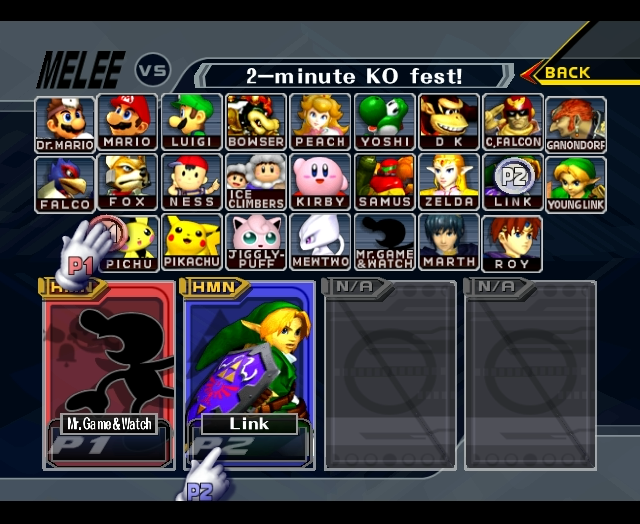 MELEE VS 2-minute KO fest! BACK
DR.MARIO MARIO LUIGI BOWSER PEACH YOSHI D K C.FALCON GANONDORF
FALCO FOX NESS ICE CLIMBERS KIRBY SAMUS ZELDA LINK YOUNG LINK
P2
PICHU PIKACHU JIGGLY-PUFF MEWTWO MR.GAME &WATCH MARTH ROY
P1
HMN HMN N/A N/A
Mr. Game & Watch Link
P1 P2
P2